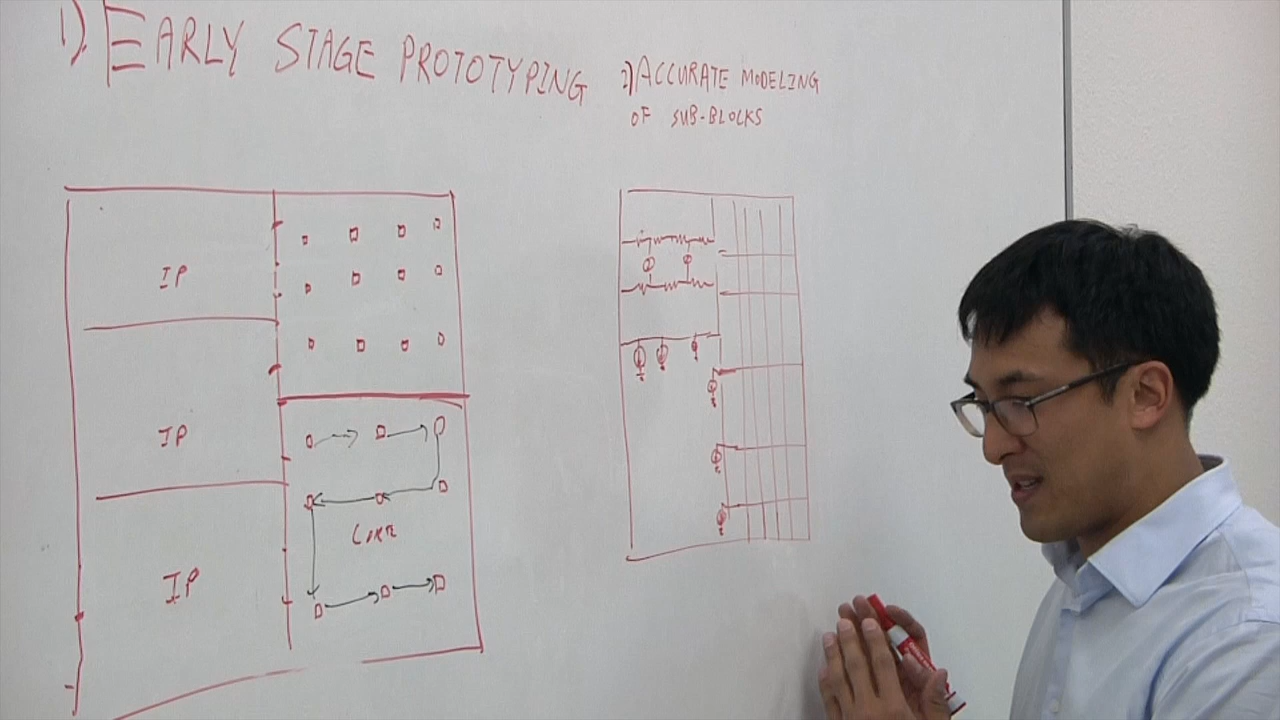 1). EARLY STAGE PROTOTYPING
2) ACCURATE MODELING
OF SUB-BLOCKS
IP
IP
CORE
IP